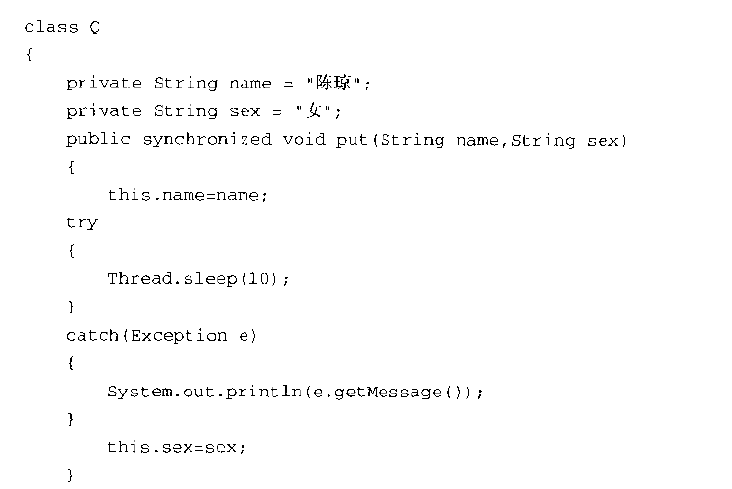 class C
{
private String name = "陈琼";
private String sex = "女";
public synchronized void put(String name,String sex)
{
this.name=name;
try
{
Thread.sleep(10);
}
catch(Exception e)
{
System.out.println(e.getMessage());
}
this.sex=sex;
}